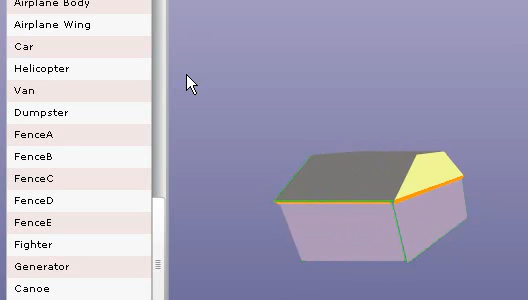 Airplane Body
Airplane Wing
Car
Helicopter
Van
Dumpster
FenceA
FenceB
FenceC
FenceD
FenceE
Fighter
Generator
Canoe